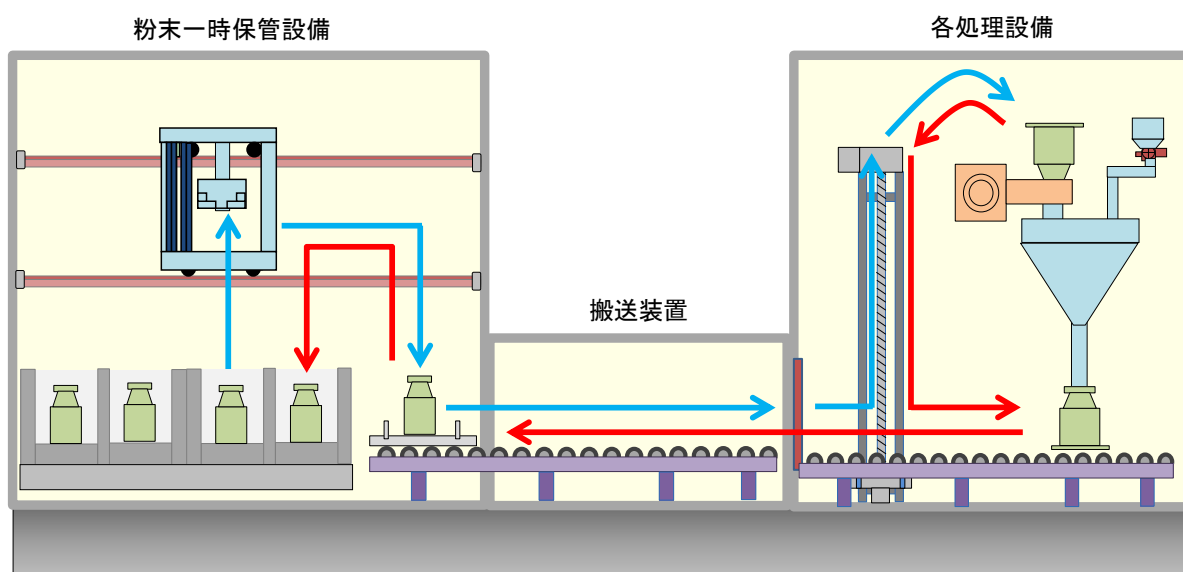 粉末一時保管設備
各処理設備
搬送装置